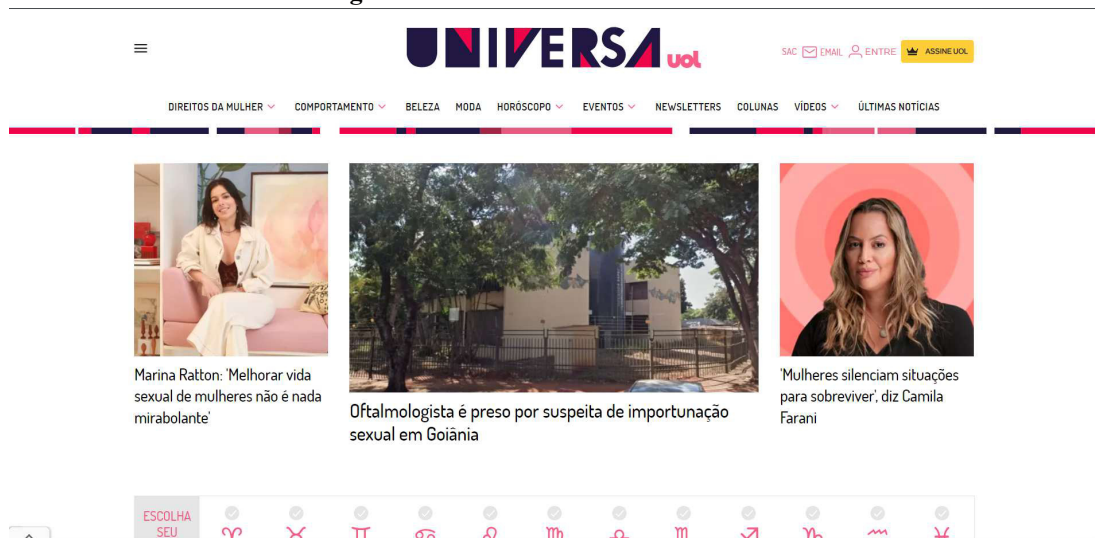 UNIVERSA uol
SAC EMAIL ENTRE ASSINE UOL
DIREITOS DA MULHER COMPORTAMENTO BELEZA MODA HORÓSCOPO EVENTOS NEWSLETTERS COLUNAS VÍDEOS ÚLTIMAS NOTÍCIAS
Marina Ratton: 'Melhorar vida
sexual de mulheres não é nada
mirabolante'
Oftalmologista é preso por suspeita de importunação
sexual em Goiânia
'Mulheres silenciam situações
para sobreviver', diz Camila
Farani
ESCOLHA
SEU